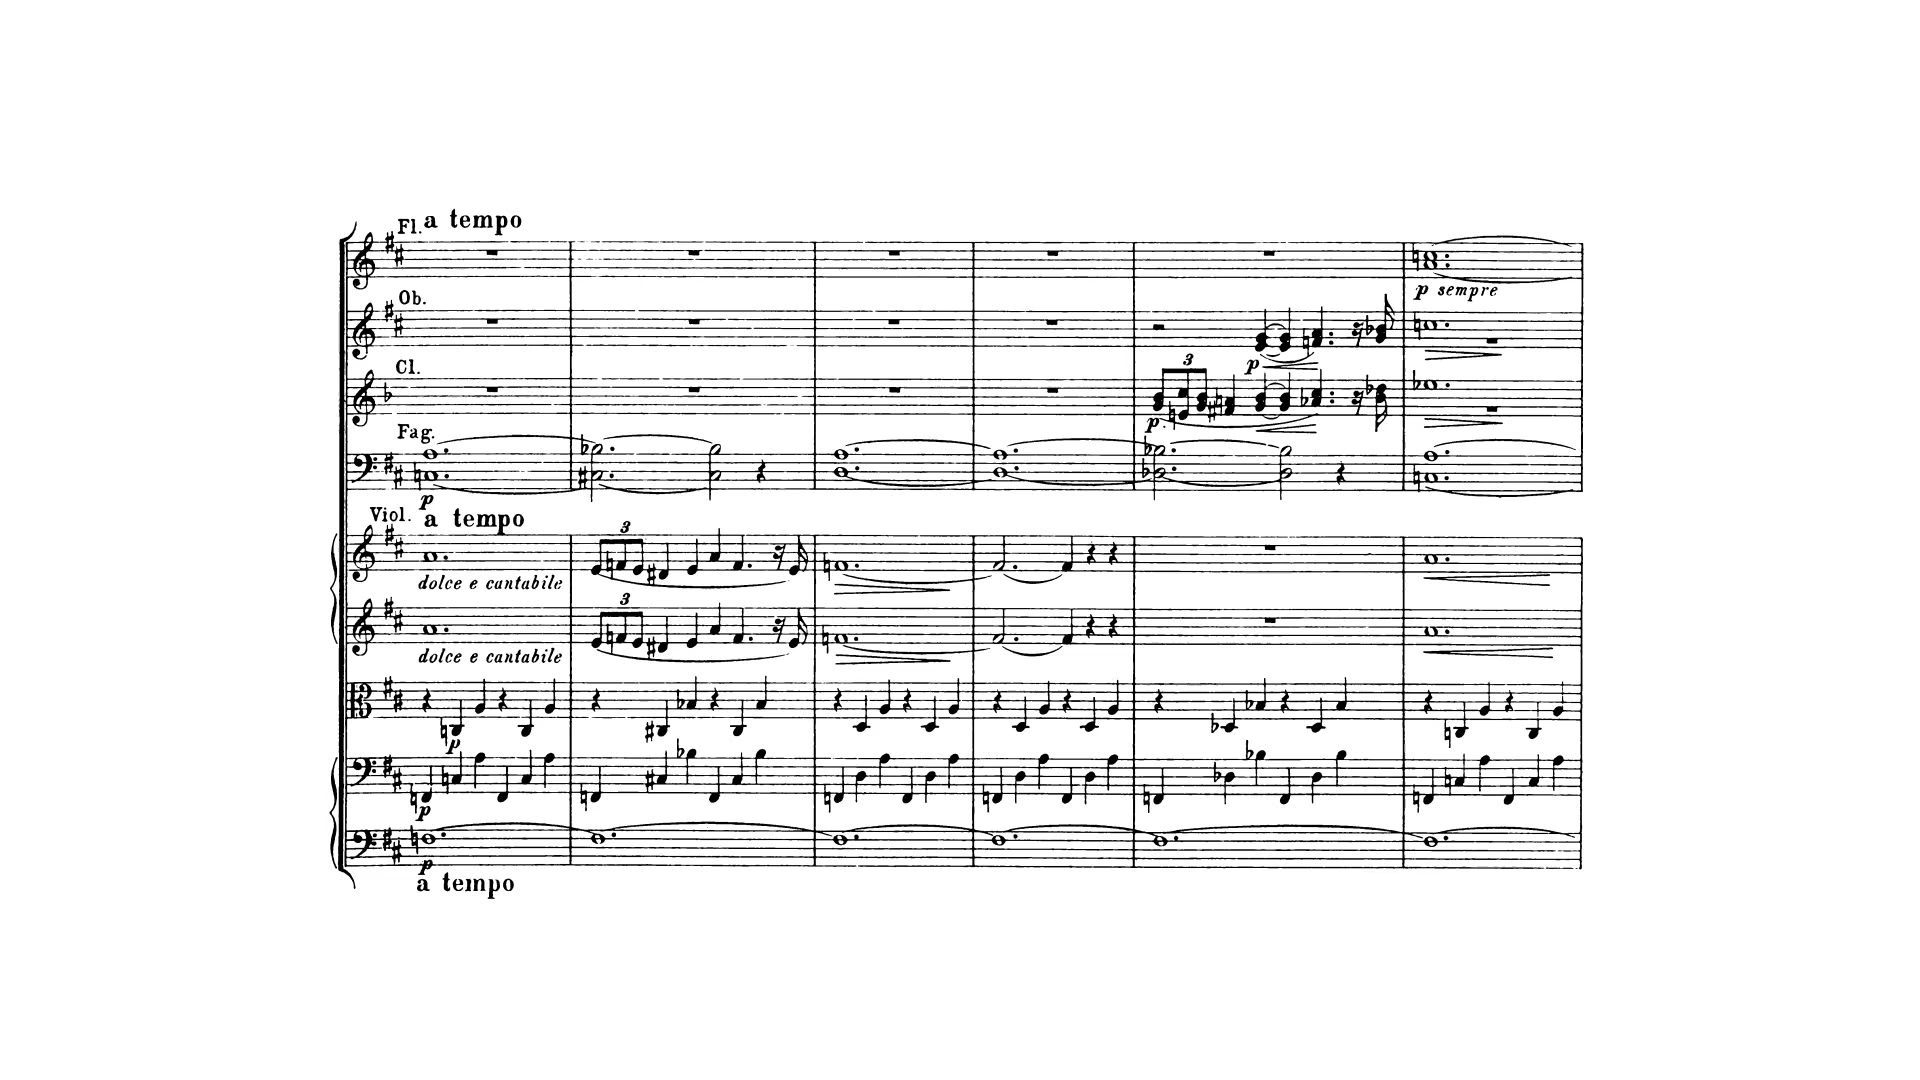 Fl. a tempo
Ob.
p sempre
3
p
Cl.
p.
Fag.
p
Viol. a tempo
3
dolce e cantabile
3
dolce e cantabile
p
p
p
a tempo